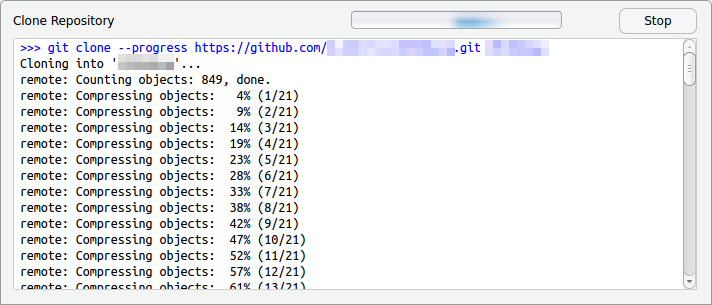 Clone Repository
Stop
>>> git clone --progress https://github.com/ .git
Cloning into ' '...
remote: Counting objects: 849, done.
remote: Compressing objects:   4% (1/21)
remote: Compressing objects:   9% (2/21)
remote: Compressing objects:  14% (3/21)
remote: Compressing objects:  19% (4/21)
remote: Compressing objects:  23% (5/21)
remote: Compressing objects:  28% (6/21)
remote: Compressing objects:  33% (7/21)
remote: Compressing objects:  38% (8/21)
remote: Compressing objects:  42% (9/21)
remote: Compressing objects:  47% (10/21)
remote: Compressing objects:  52% (11/21)
remote: Compressing objects:  57% (12/21)
remote: Compressing objects:  61% (13/21)